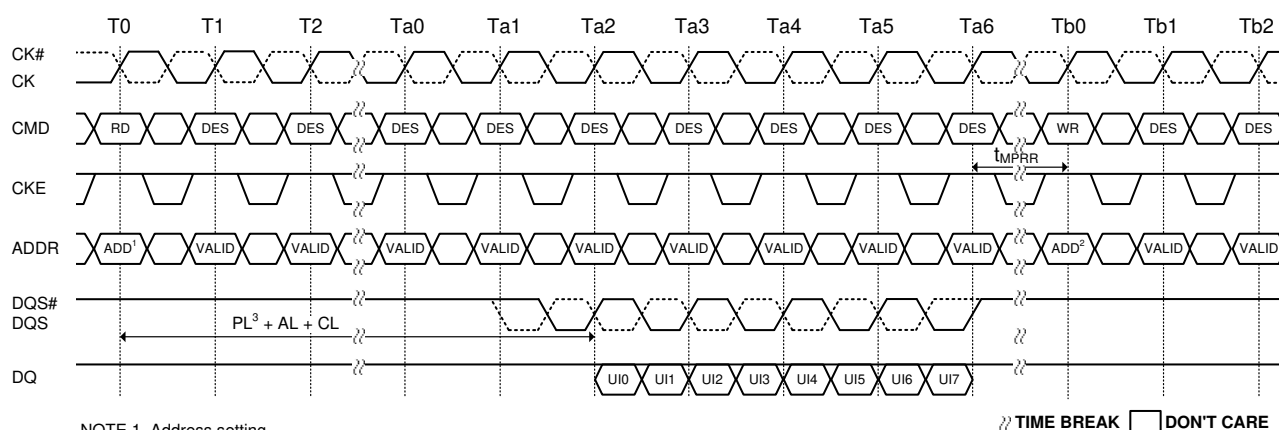 T0 T1 T2 Ta0 Ta1 Ta2 Ta3 Ta4 Ta5 Ta6 Tb0 Tb1 Tb2
CK#
CK
CMD RD DES DES DES DES DES DES DES DES DES WR DES DES
tMPRR
CKE
ADDR ADD¹ VALID VALID VALID VALID VALID VALID VALID VALID VALID ADD² VALID VALID
DQS#
DQS
PL³ + AL + CL
DQ UI0 UI1 UI2 UI3 UI4 UI5 UI6 UI7
TIME BREAK DON'T CARE
NOTE 1. Address setting